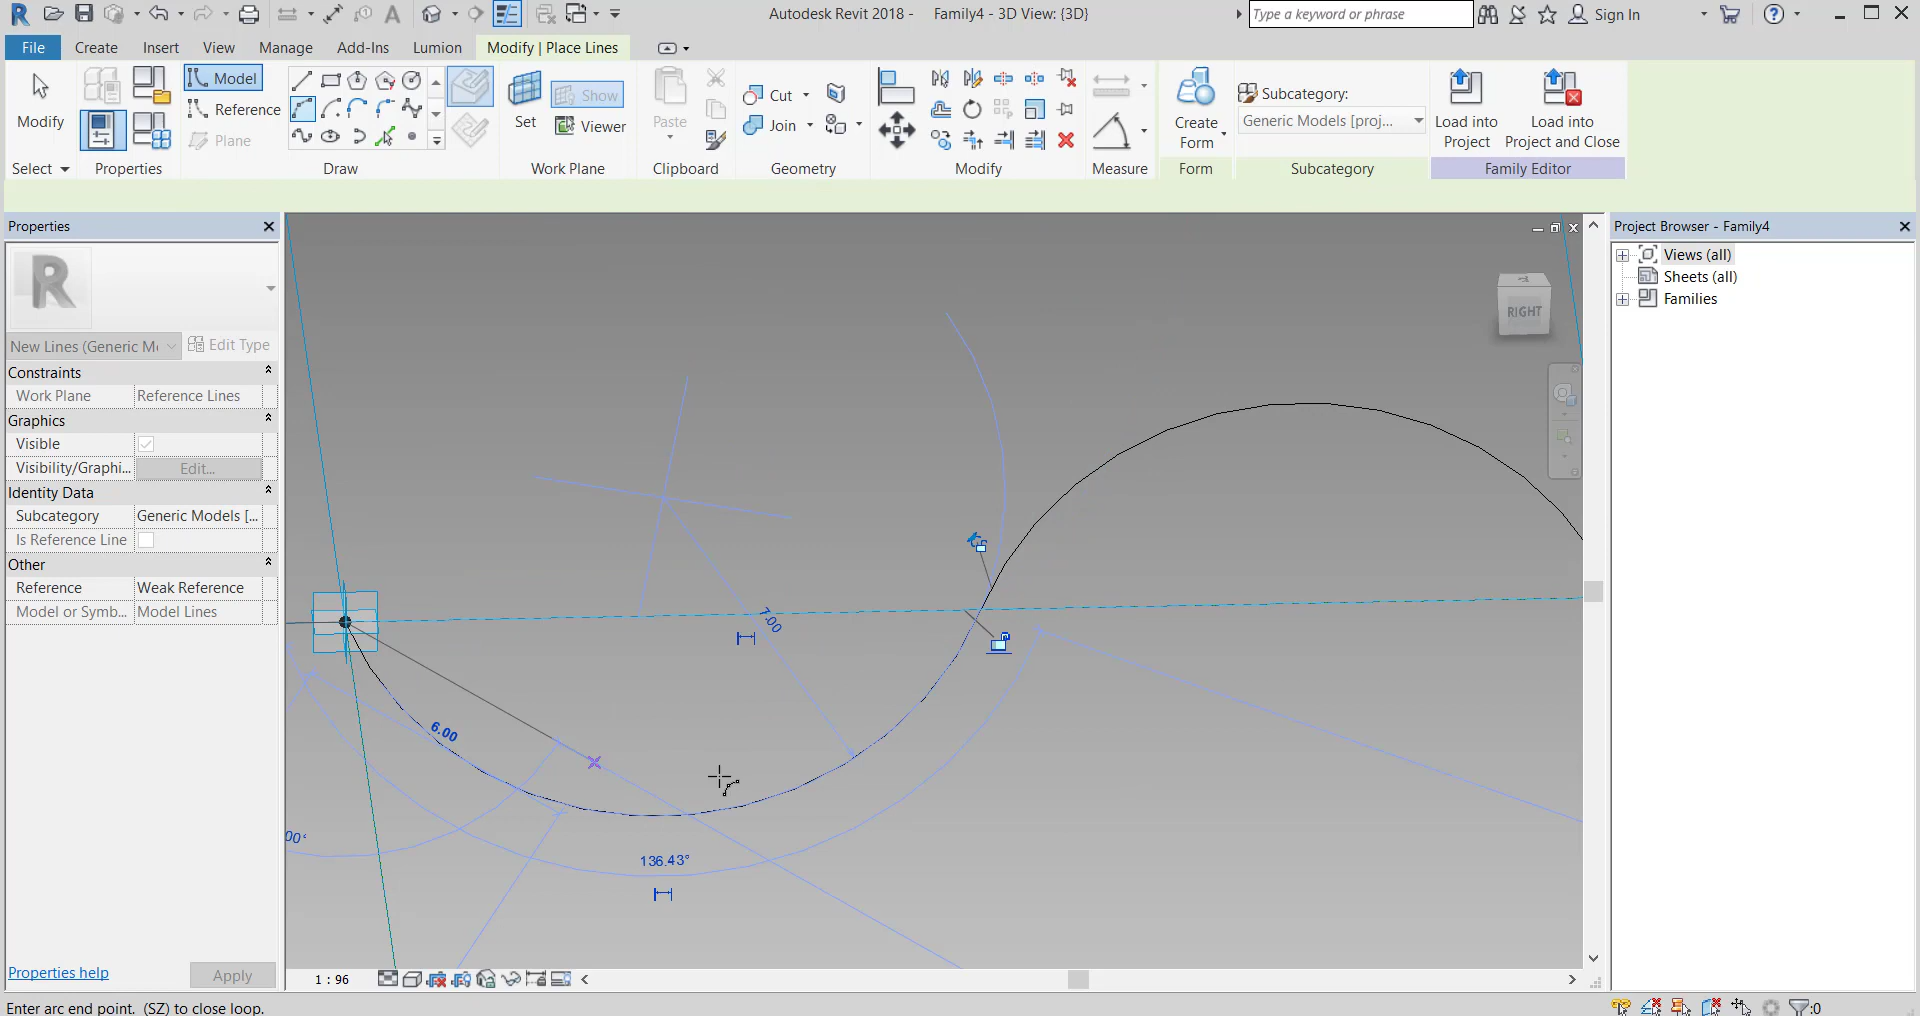 Autodesk Revit 2018 - Family4 - 3D View: {3D}
Type a keyword or phrase
Sign In
File Create Insert View Manage Add-Ins Lumion Modify | Place Lines
Modify
Select
Properties
Model
Reference
Plane
Draw
Set
Show
Viewer
Work Plane
Paste
Clipboard
Cut
Join
Geometry
Modify
Measure
Create
Form
Form
Subcategory:
Generic Models [proj...
Subcategory
Load into
Project
Load into
Project and Close
Family Editor
Properties
R
New Lines (Generic M
Edit Type
Constraints
Work Plane Reference Lines
Graphics
Visible
Visibility/Graphi... Edit...
Identity Data
Subcategory Generic Models [...
Is Reference Line
Other
Reference Weak Reference
Model or Symb... Model Lines
Properties help
Apply
RIGHT
7.00
6.00
00°
136.43°
1 : 96
Project Browser - Family4
Views (all)
Sheets (all)
Families
Enter arc end point. (SZ) to close loop.
:0